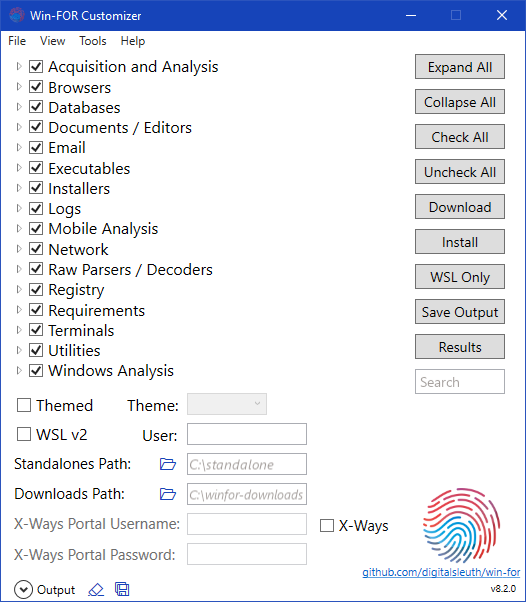 Win-FOR Customizer
File View Tools Help
Acquisition and Analysis
Browsers
Databases
Documents / Editors
Email
Executables
Installers
Logs
Mobile Analysis
Network
Raw Parsers / Decoders
Registry
Requirements
Terminals
Utilities
Windows Analysis
Expand All
Collapse All
Check All
Uncheck All
Download
Install
WSL Only
Save Output
Results
Search
Themed Theme:
WSL v2 User:
Standalones Path: C:\standalone
Downloads Path: C:\winfor-downloads
X-Ways Portal Username: X-Ways
X-Ways Portal Password:
github.com/digitalsleuth/win-for
Output
v8.2.0